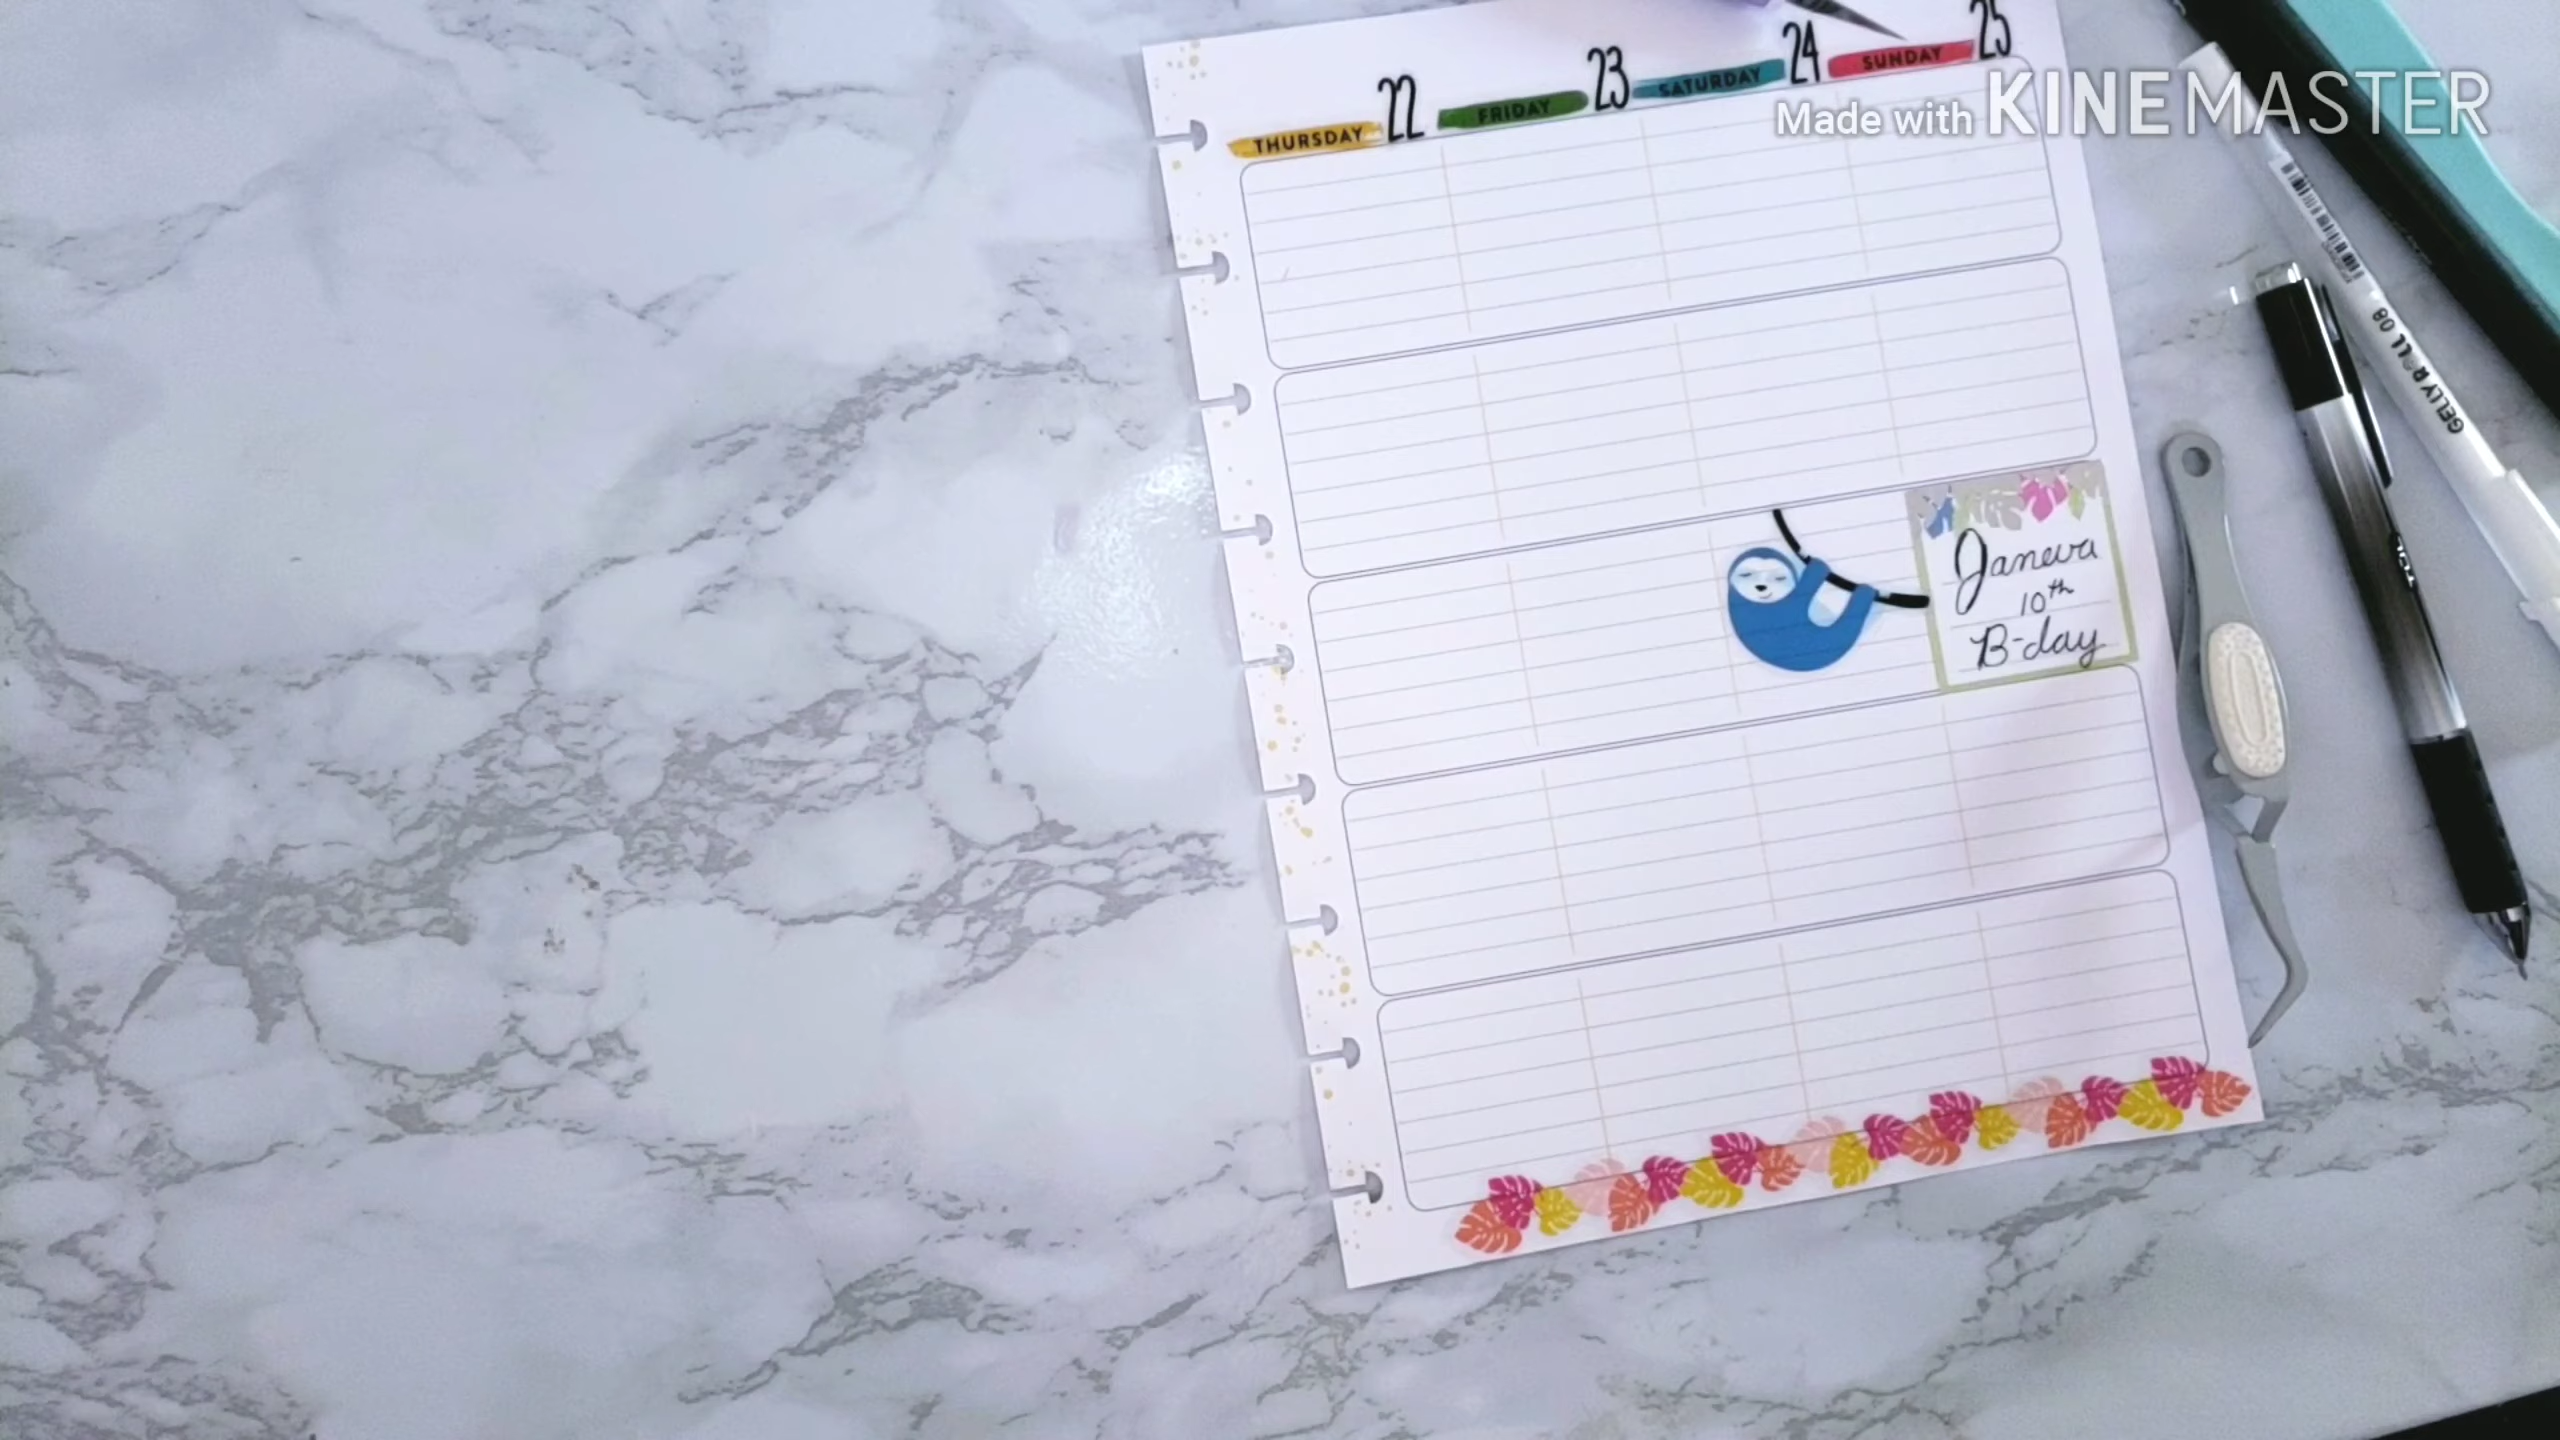 THURSDAY 22 FRIDAY 23 SATURDAY 24 SUNDAY 25
Made with KINEMASTER
Janeva
10th
B-day
GELLY ROLL 08